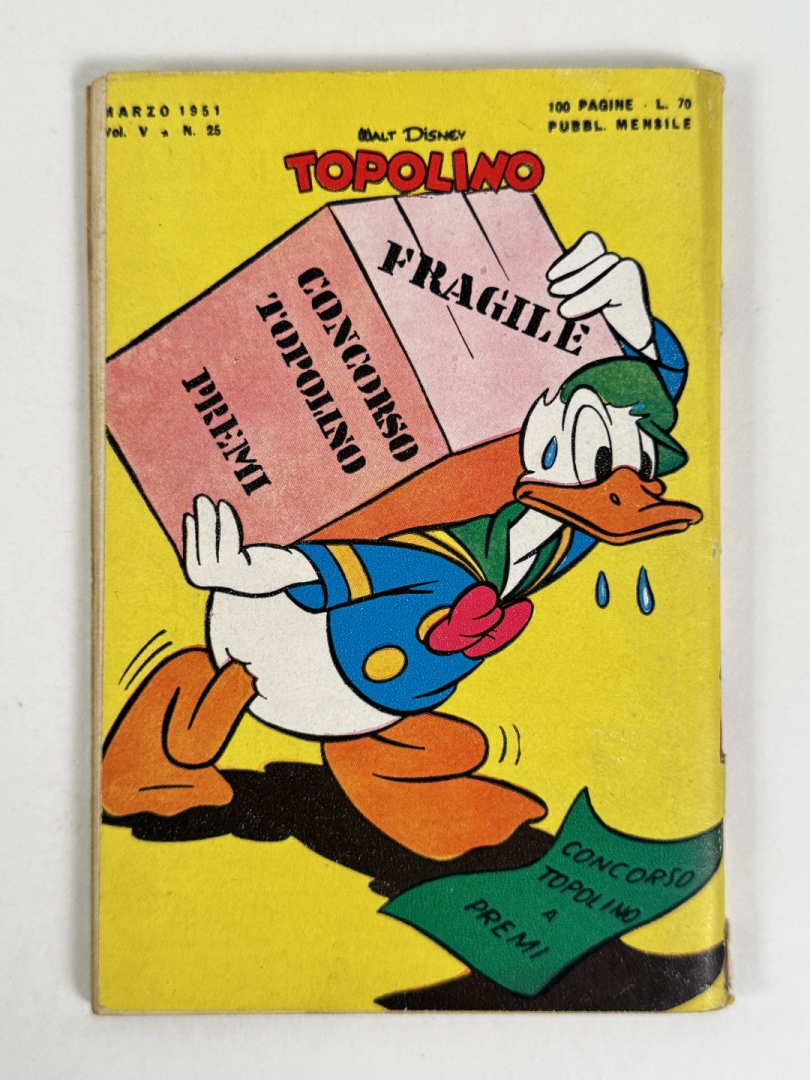 MARZO 1951
Vol. V ★ N. 25
100 PAGINE - L. 70
PUBBL. MENSILE
WALT DISNEY
TOPOLINO
FRAGILE
CONCORSO
TOPOLINO
PREMI
CONCORSO
TOPOLINO
A
PREMI